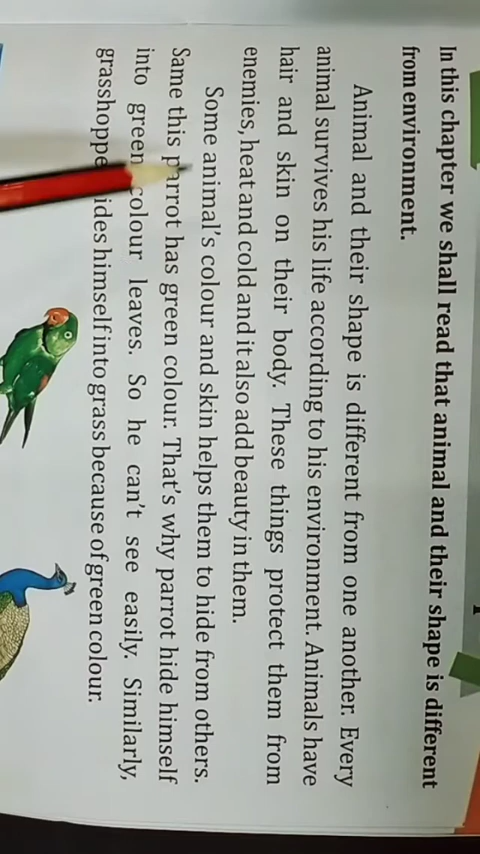 In this chapter we shall read that animal and their shape is different
from environment.
Animal and their shape is different from one another. Every
animal survives his life according to his environment. Animals have
hair and skin on their body. These things protect them from
enemies, heat and cold and it also add beauty in them.
Some animal's colour and skin helps them to hide from others.
Same this parrot has green colour. That's why parrot hide himself
into green colour leaves. So he can't see easily. Similarly,
himself into grass because of green colour.